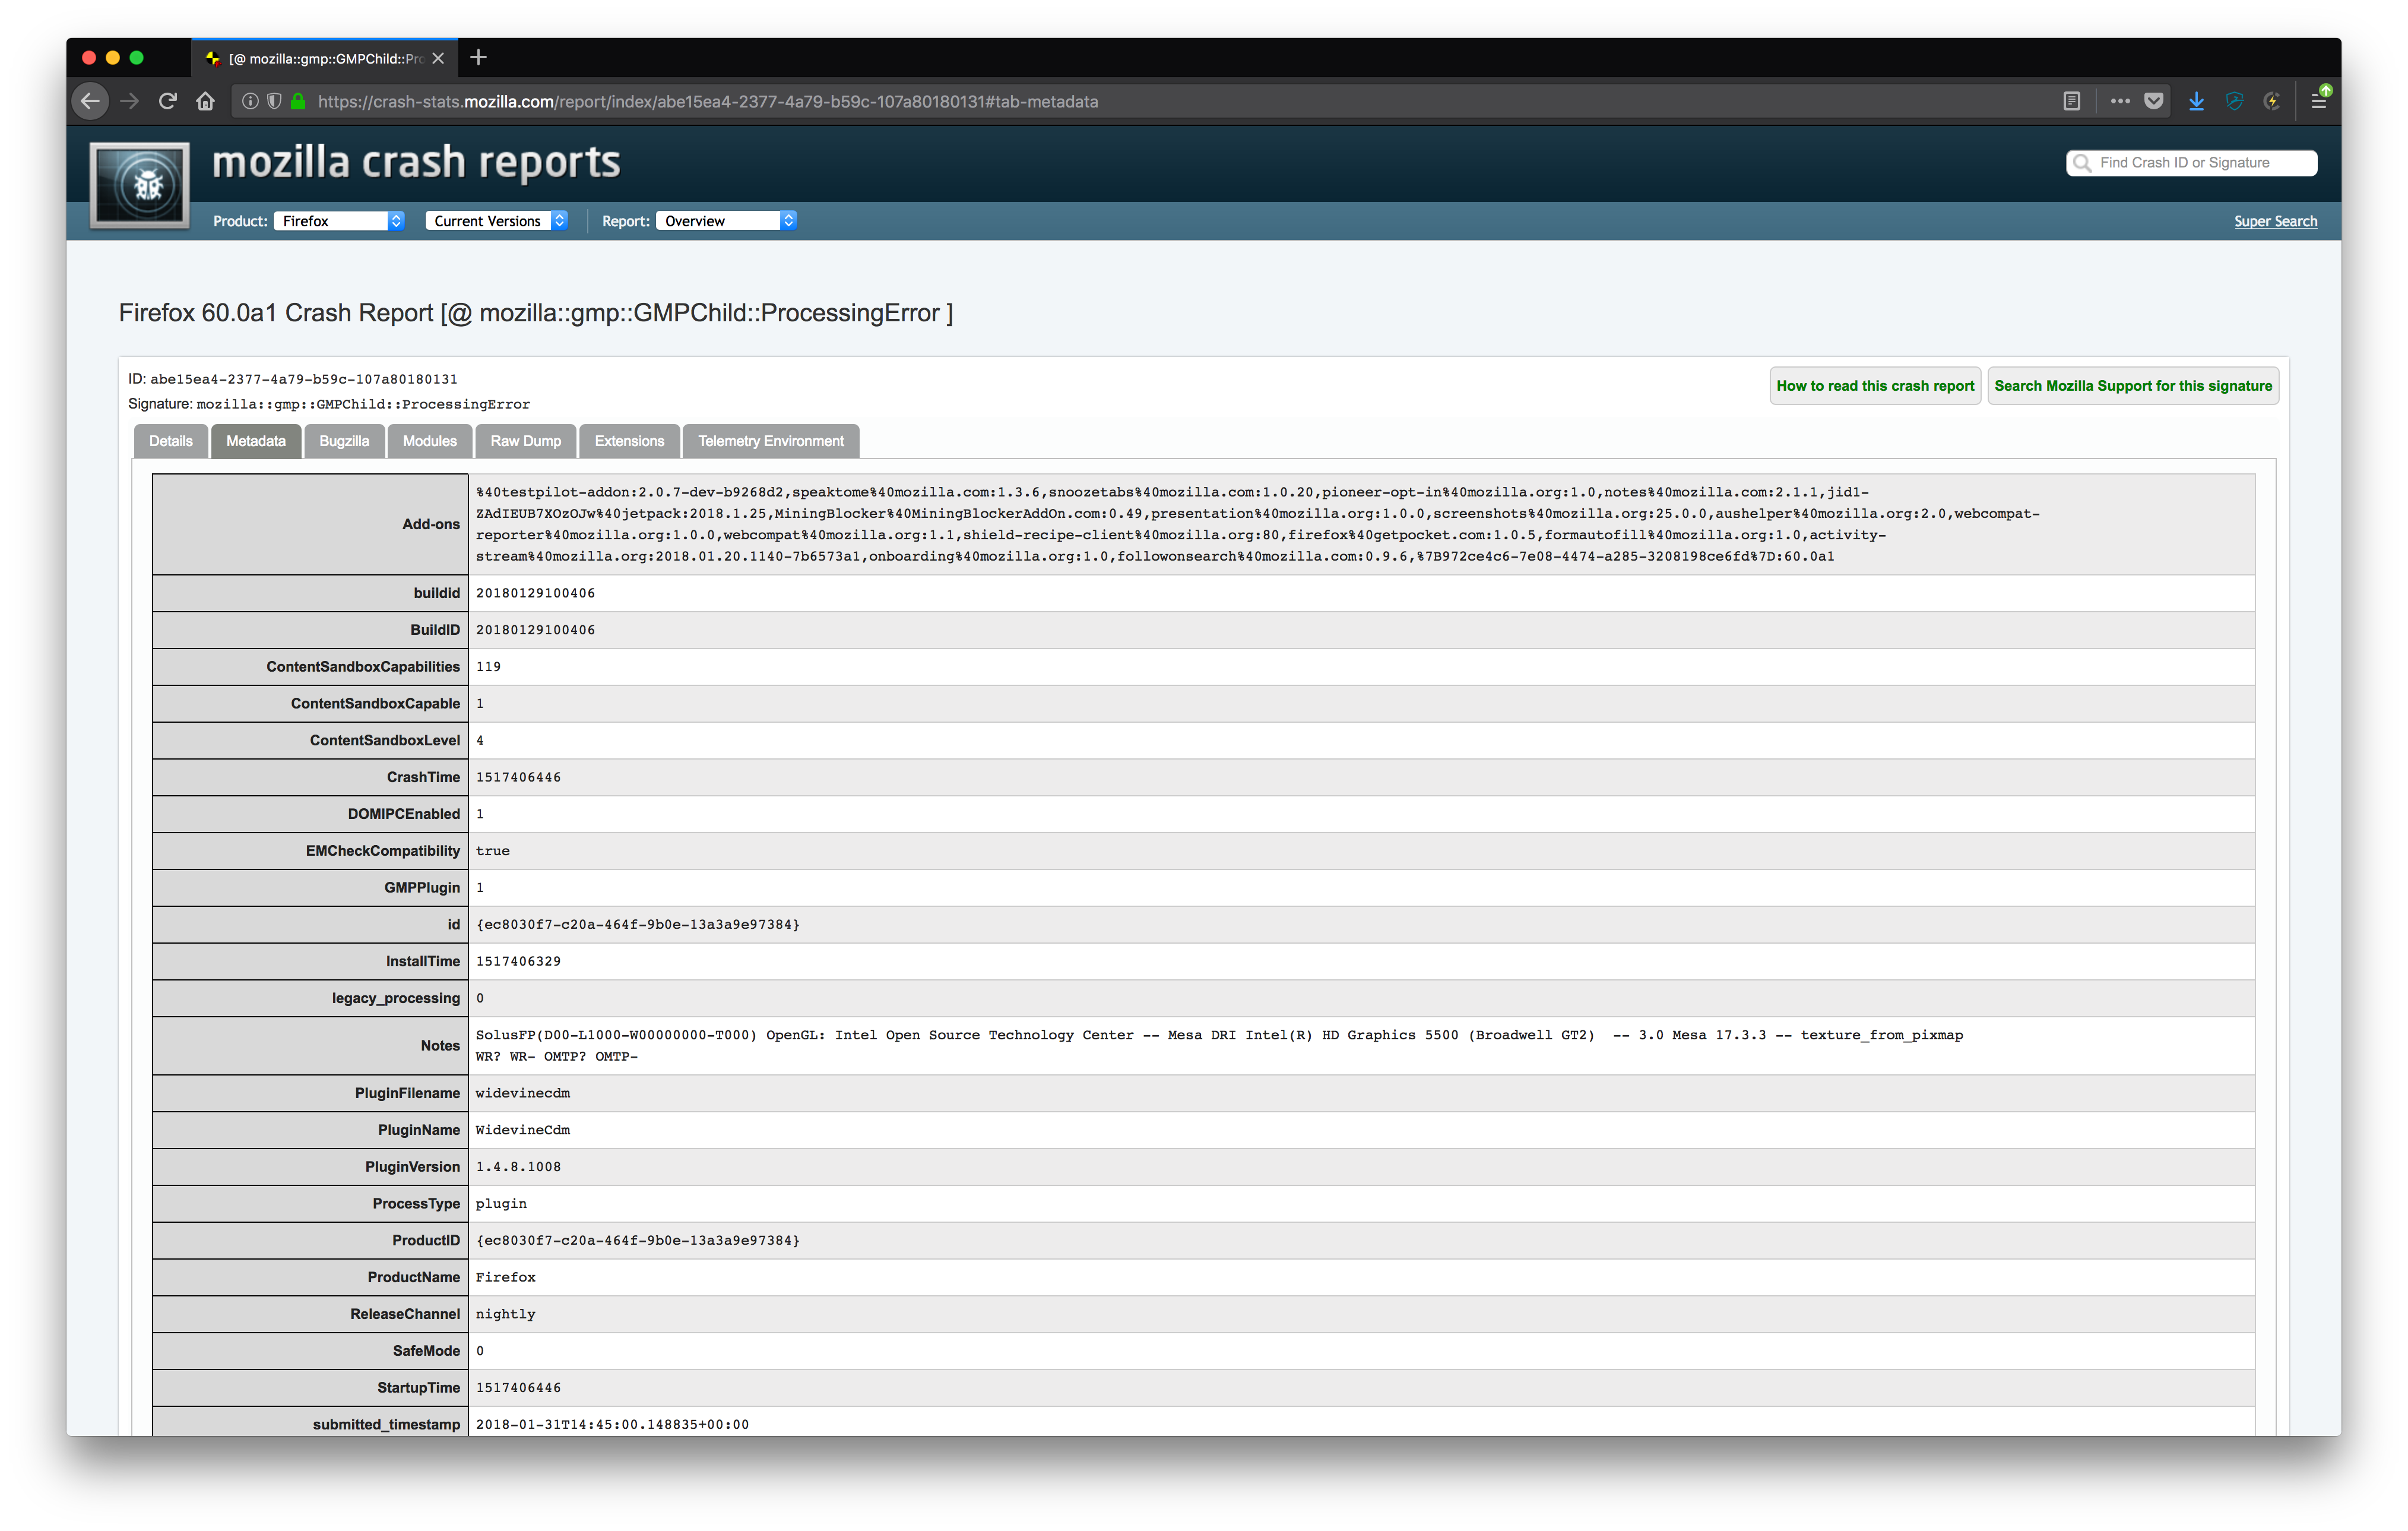 [@ mozilla::gmp::GMPChild::Pro
https://crash-stats.mozilla.com/report/index/abe15ea4-2377-4a79-b59c-107a80180131#tab-metadata
mozilla crash reports
Find Crash ID or Signature
Product: Firefox Current Versions Report: Overview Super Search
Firefox 60.0a1 Crash Report [@ mozilla::gmp::GMPChild::ProcessingError ]
ID: abe15ea4-2377-4a79-b59c-107a80180131
How to read this crash report Search Mozilla Support for this signature
Signature: mozilla::gmp::GMPChild::ProcessingError
Details Metadata Bugzilla Modules Raw Dump Extensions Telemetry Environment
Add-ons
%40testpilot-addon:2.0.7-dev-b9268d2,speaktome%40mozilla.com:1.3.6,snoozetabs%40mozilla.com:1.0.20,pioneer-opt-in%40mozilla.org:1.0,notes%40mozilla.com:2.1.1,jid1-
ZAdIEUB7XOzOJw%40jetpack:2018.1.25,MiningBlocker%40MiningBlockerAddOn.com:0.49,presentation%40mozilla.org:1.0.0,screenshots%40mozilla.org:25.0.0,aushelper%40mozilla.org:2.0,webcompat-
reporter%40mozilla.org:1.0.0,webcompat%40mozilla.org:1.1,shield-recipe-client%40mozilla.org:80,firefox%40getpocket.com:1.0.5,formautofill%40mozilla.org:1.0,activity-
stream%40mozilla.org:2018.01.20.1140-7b6573a1,onboarding%40mozilla.org:1.0,followonsearch%40mozilla.com:0.9.6,%7B972ce4c6-7e08-4474-a285-3208198ce6fd%7D:60.0a1
buildid 20180129100406
BuildID 20180129100406
ContentSandboxCapabilities 119
ContentSandboxCapable 1
ContentSandboxLevel 4
CrashTime 1517406446
DOMIPCEnabled 1
EMCheckCompatibility true
GMPPlugin 1
id {ec8030f7-c20a-464f-9b0e-13a3a9e97384}
InstallTime 1517406329
legacy_processing 0
Notes
SolusFP(D00-L1000-W00000000-T000) OpenGL: Intel Open Source Technology Center -- Mesa DRI Intel(R) HD Graphics 5500 (Broadwell GT2)  -- 3.0 Mesa 17.3.3 -- texture_from_pixmap
WR? WR- OMTP? OMTP-
PluginFilename widevinecdm
PluginName WidevineCdm
PluginVersion 1.4.8.1008
ProcessType plugin
ProductID {ec8030f7-c20a-464f-9b0e-13a3a9e97384}
ProductName Firefox
ReleaseChannel nightly
SafeMode 0
StartupTime 1517406446
submitted_timestamp 2018-01-31T14:45:00.148835+00:00